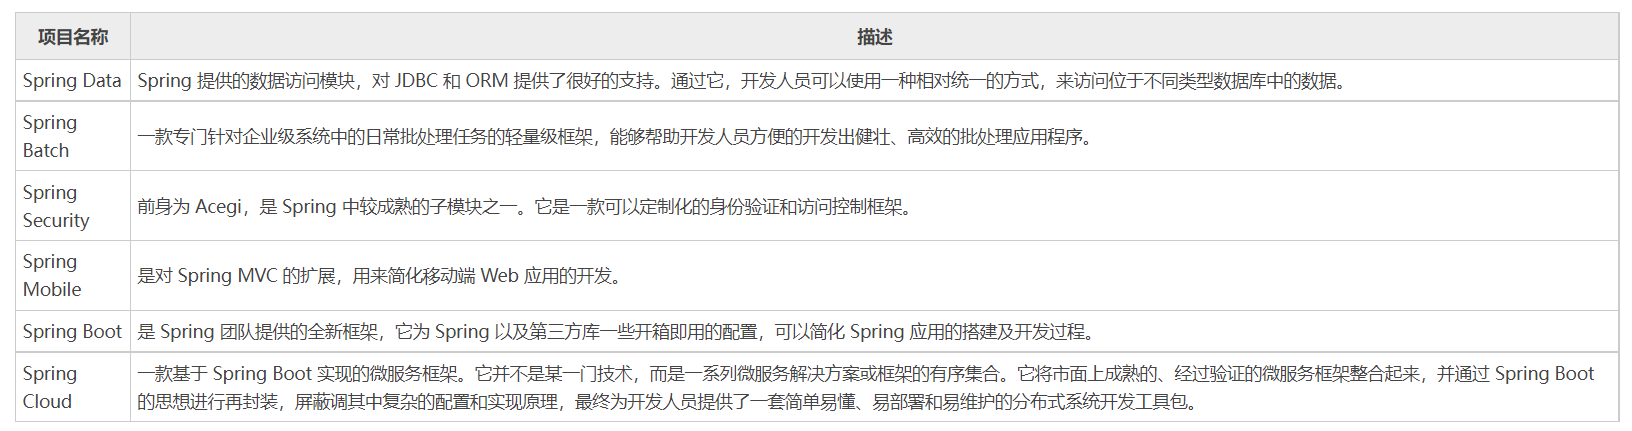 项目名称 描述
Spring Data Spring 提供的数据访问模块，对 JDBC 和 ORM 提供了很好的支持。通过它，开发人员可以使用一种相对统一的方式，来访问位于不同类型数据库中的数据。
Spring
Batch
一款专门针对企业级系统中的日常批处理任务的轻量级框架，能够帮助开发人员方便的开发出健壮、高效的批处理应用程序。
Spring
Security
前身为 Acegi，是 Spring 中较成熟的子模块之一。它是一款可以定制化的身份验证和访问控制框架。
Spring
Mobile
是对 Spring MVC 的扩展，用来简化移动端 Web 应用的开发。
Spring Boot 是 Spring 团队提供的全新框架，它为 Spring 以及第三方库一些开箱即用的配置，可以简化 Spring 应用的搭建及开发过程。
Spring
Cloud
一款基于 Spring Boot 实现的微服务框架。它并不是某一门技术，而是一系列微服务解决方案或框架的有序集合。它将市面上成熟的、经过验证的微服务框架整合起来，并通过 Spring Boot
的思想进行再封装，屏蔽调其中复杂的配置和实现原理，最终为开发人员提供了一套简单易懂、易部署和易维护的分布式系统开发工具包。